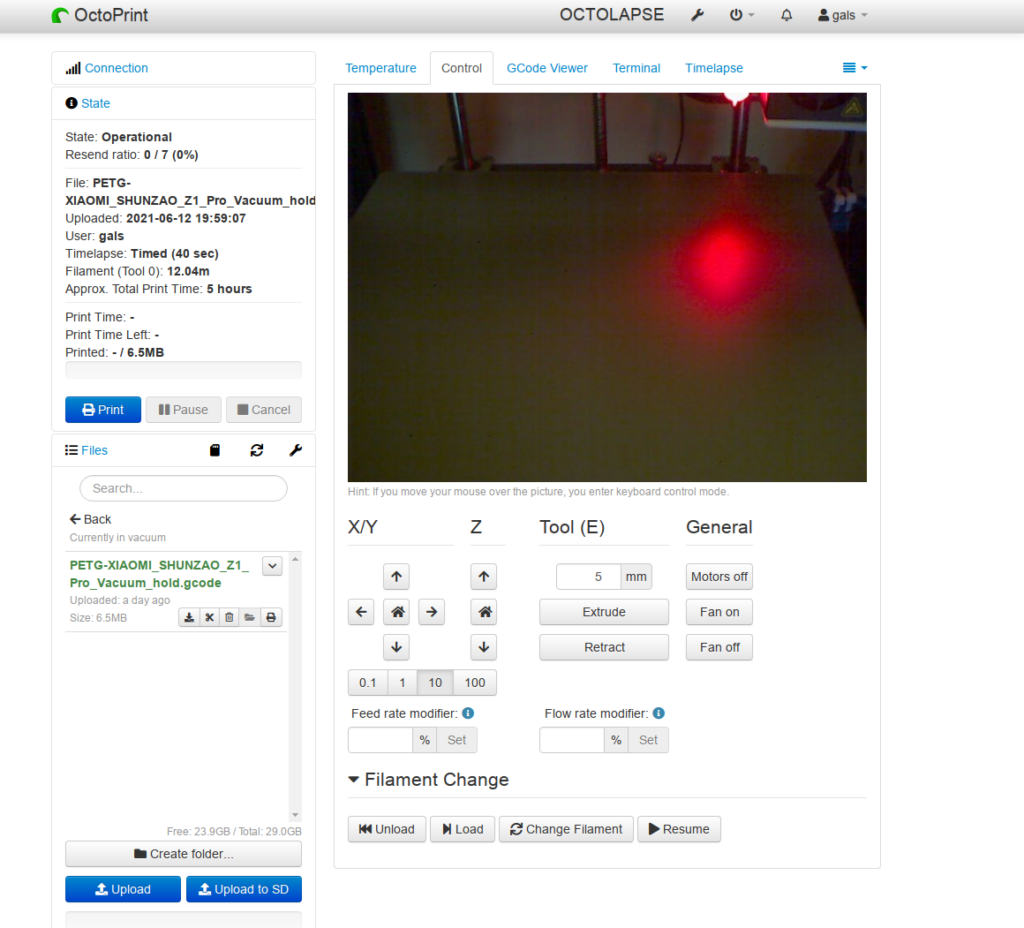 OctoPrint
OCTOLAPSE
gals
Connection
State
State: Operational
Resend ratio: 0 / 7 (0%)
File: PETG-
XIAOMI_SHUNZAO_Z1_Pro_Vacuum_hold
Uploaded: 2021-06-12 19:59:07
User: gals
Timelapse: Timed (40 sec)
Filament (Tool 0): 12.04m
Approx. Total Print Time: 5 hours
Print Time: -
Print Time Left: -
Printed: - / 6.5MB
Print
Pause
Cancel
Files
Search...
Back
Currently in vacuum
PETG-XIAOMI_SHUNZAO_Z1_
Pro_Vacuum_hold.gcode
Uploaded: a day ago
Size: 6.5MB
Free: 23.9GB / Total: 29.0GB
Create folder...
Upload
Upload to SD
Temperature
Control
GCode Viewer
Terminal
Timelapse
Hint: If you move your mouse over the picture, you enter keyboard control mode.
X/Y
Z
Tool (E)
General
5 mm
Motors off
Extrude
Fan on
Retract
Fan off
0.1 1 10 100
Feed rate modifier:
Flow rate modifier:
% Set
% Set
Filament Change
Unload
Load
Change Filament
Resume